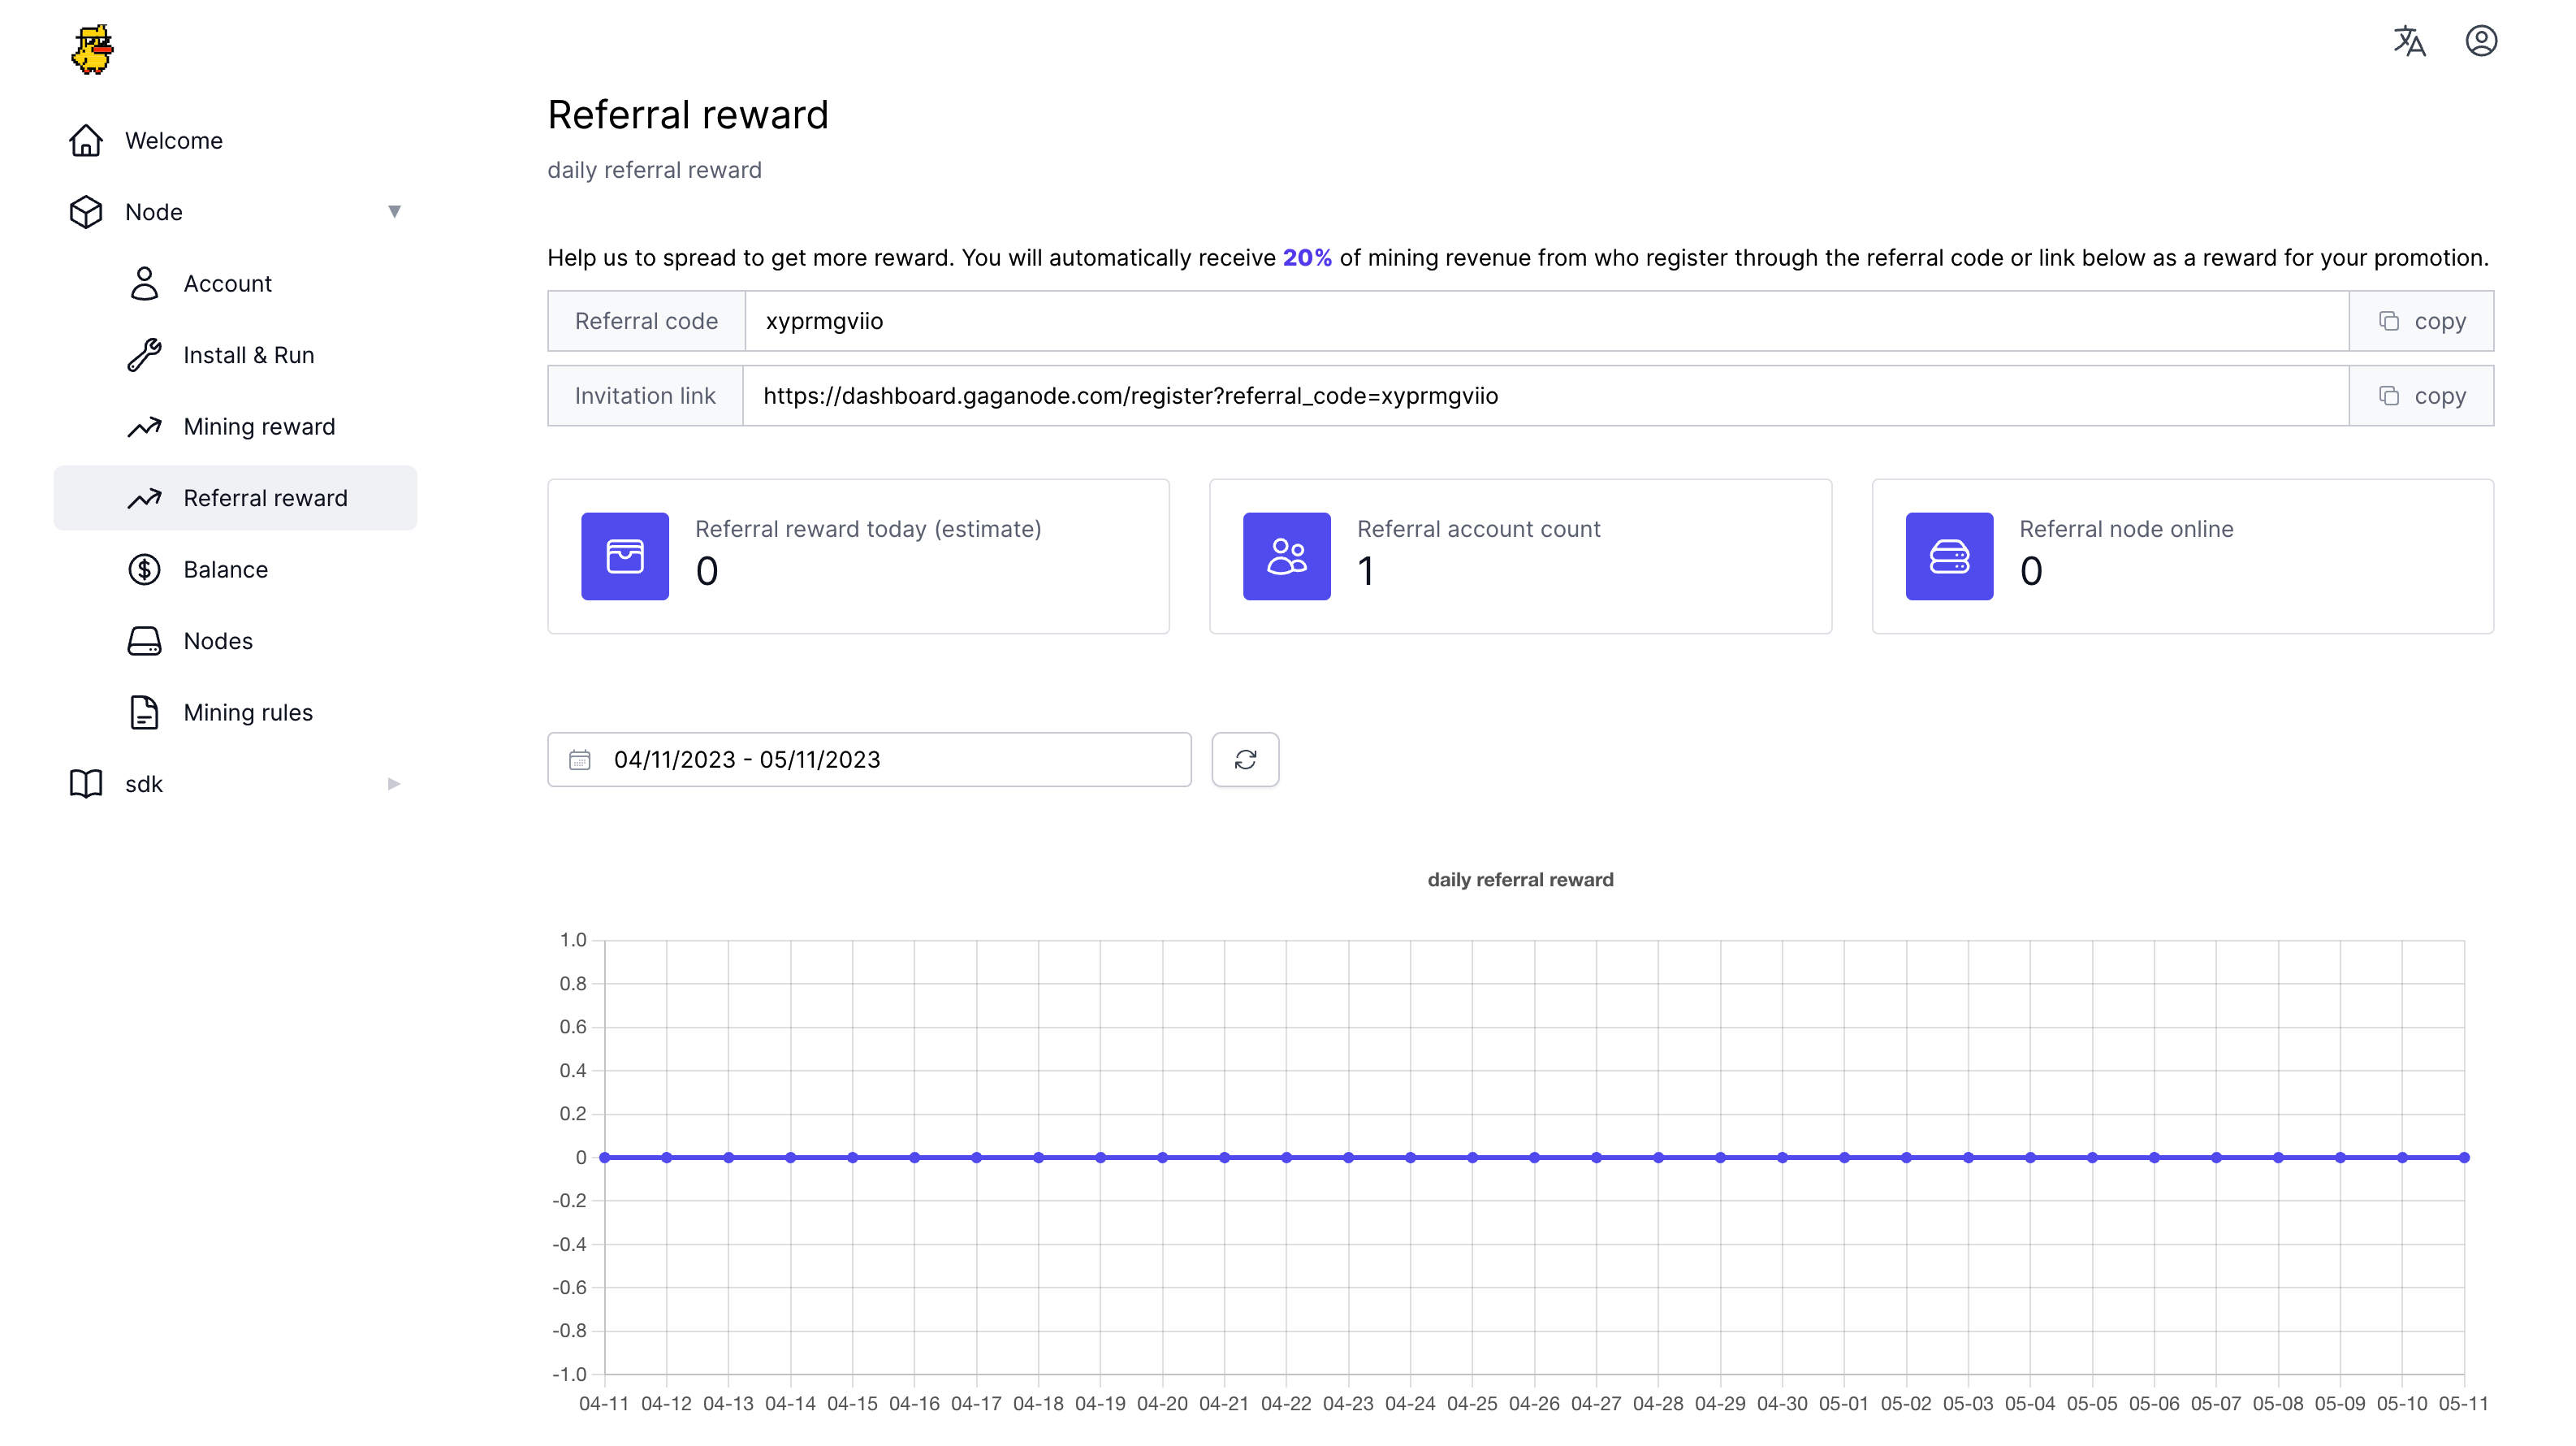 Welcome
Node
Account
Install & Run
Mining reward
Referral reward
Balance
Nodes
Mining rules
sdk
Referral reward
daily referral reward
Help us to spread to get more reward. You will automatically receive 20% of mining revenue from who register through the referral code or link below as a reward for your promotion.
Referral code xyprmgviio copy
Invitation link https://dashboard.gaganode.com/register?referral_code=xyprmgviio copy
Referral reward today (estimate)
0
Referral account count
1
Referral node online
0
04/11/2023 - 05/11/2023
daily referral reward
1.0
0.8
0.6
0.4
0.2
0
-0.2
-0.4
-0.6
-0.8
-1.0
04-11 04-12 04-13 04-14 04-15 04-16 04-17 04-18 04-19 04-20 04-21 04-22 04-23 04-24 04-25 04-26 04-27 04-28 04-29 04-30 05-01 05-02 05-03 05-04 05-05 05-06 05-07 05-08 05-09 05-10 05-11